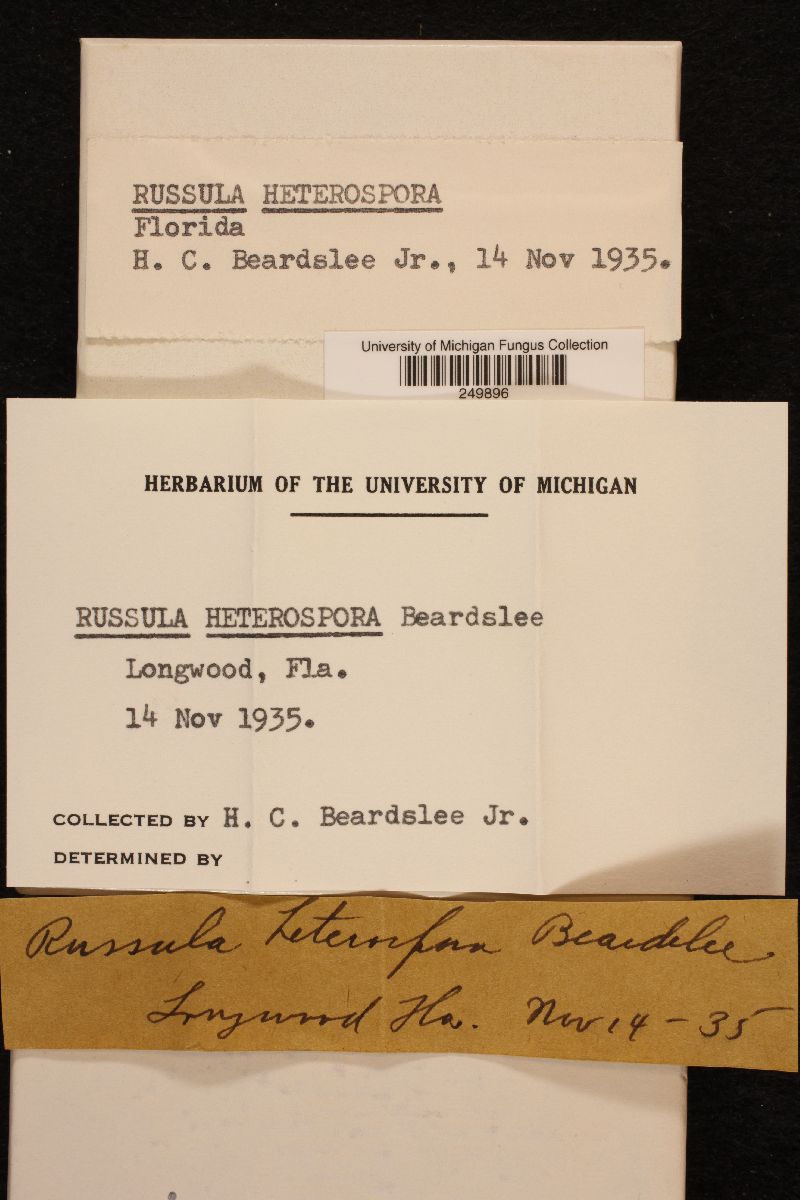 RUSSULA HETEROSPORA
Florida
H. C. Beardslee Jr., 14 Nov 1935.
University of Michigan Fungus Collection
249896
HERBARIUM OF THE UNIVERSITY OF MICHIGAN
RUSSULA HETEROSPORA Beardslee
Longwood, Fla.
14 Nov 1935.
COLLECTED BY H. C. Beardslee Jr.
DETERMINED BY
Russula heterospora Beardslee
Longwood Fla. Nov 14 - 35